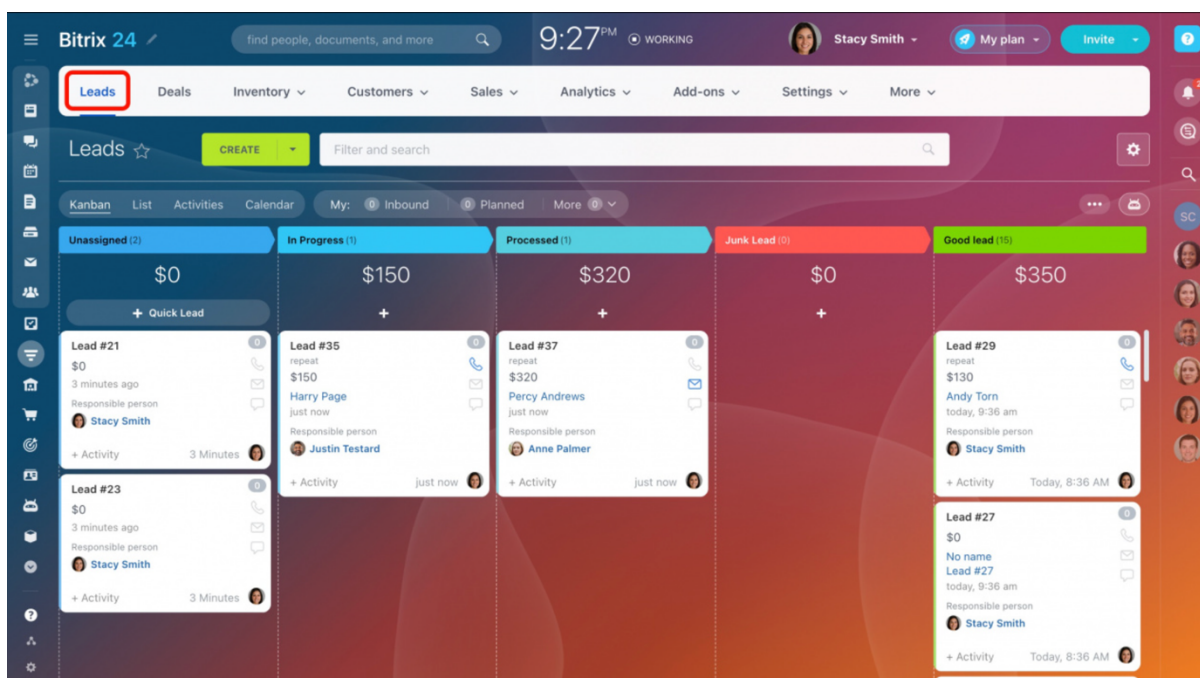 Bitrix 24
find people, documents, and more
9:27 PM
WORKING
Stacy Smith
My plan
Invite
Leads
Deals
Inventory
Customers
Sales
Analytics
Add-ons
Settings
More
Leads
CREATE
Filter and search
Kanban
List
Activities
Calendar
My:
0 Inbound
0 Planned
More 0
SC
Unassigned (2)
$0
+ Quick Lead
Lead #21
0
$0
3 minutes ago
Responsible person
Stacy Smith
+ Activity
3 Minutes
Lead #23
0
$0
3 minutes ago
Responsible person
Stacy Smith
+ Activity
3 Minutes
In Progress (1)
$150
+
Lead #35
0
repeat
$150
Harry Page
just now
Responsible person
Justin Testard
+ Activity
just now
Processed (1)
$320
+
Lead #37
0
repeat
$320
Percy Andrews
just now
Responsible person
Anne Palmer
+ Activity
just now
Junk Lead (0)
$0
+
Good lead (15)
$350
Lead #29
0
repeat
$130
Andy Torn
today, 9:36 am
Responsible person
Stacy Smith
+ Activity
Today, 8:36 AM
Lead #27
0
$0
No name
Lead #27
today, 9:36 am
Responsible person
Stacy Smith
+ Activity
Today, 8:36 AM